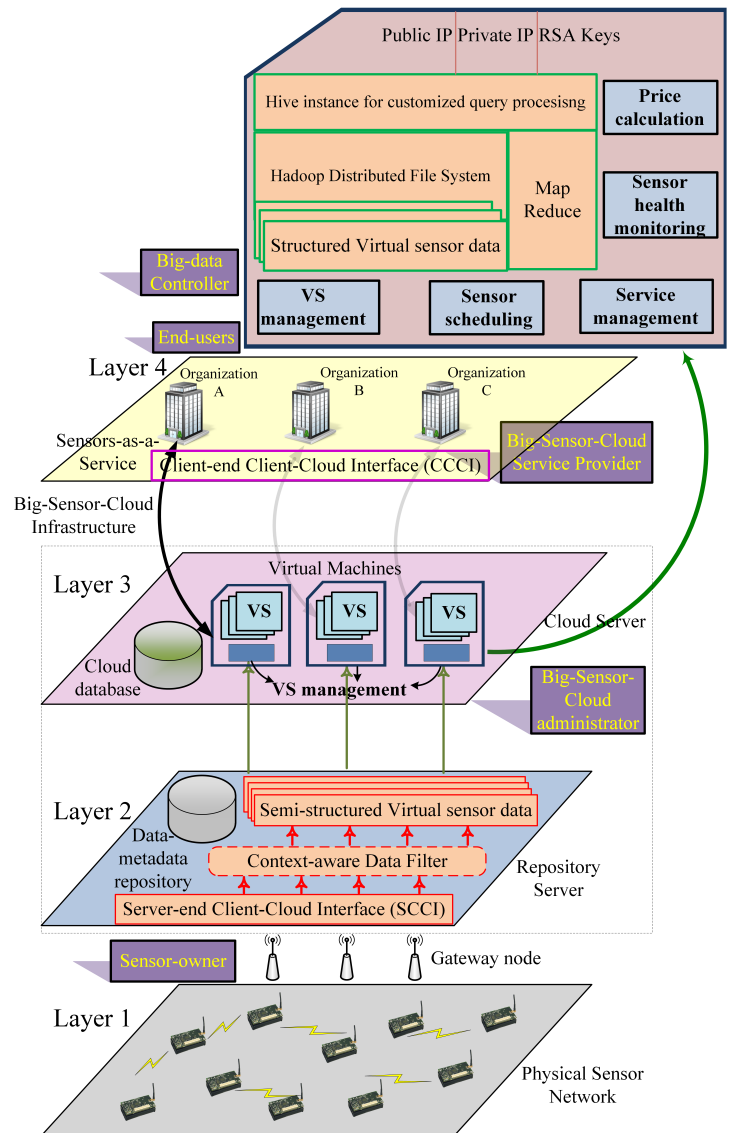 Public IP Private IP RSA Keys
Hive instance for customized query procesisng
Price
calculation
Hadoop Distributed File System
Map
Reduce
Sensor
health
monitoring
Structured Virtual sensor data
Big-data
Controller
VS
management
Sensor
scheduling
Service
management
End-users
Layer 4
Organization
A
Organization
B
Organization
C
Sensors-as-a-
Service
Client-end Client-Cloud Interface (CCCI)
Big-Sensor-Cloud
Service Provider
Big-Sensor-Cloud
Infrastructure
Layer 3
Virtual Machines
VS
VS
VS
Cloud Server
Cloud
database
VS management
Big-Sensor-
Cloud
administrator
Layer 2
Semi-structured Virtual sensor data
Data-
metadata
repository
Context-aware Data Filter
Repository
Server
Server-end Client-Cloud Interface (SCCI)
Sensor-owner
Gateway node
Layer 1
Physical Sensor
Network